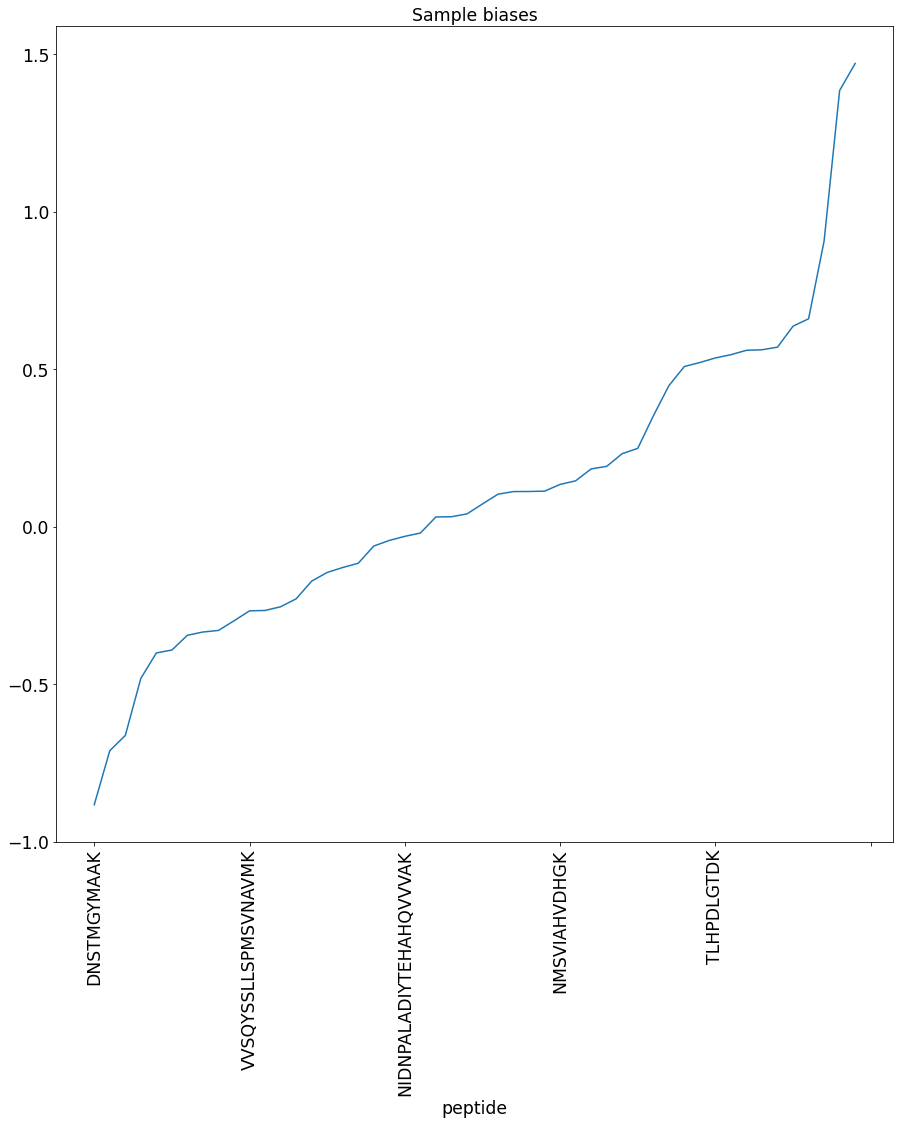 Sample biases
1.5
1.0
0.5
0.0
−0.5
−1.0
DNSTMGYMAAK
VVSQYSSLLSPMSVNAVMK
NIDNPALADIYTEHAHQVVVAK
NMSVIAHVDHGK
TLHPDLGTDK
peptide